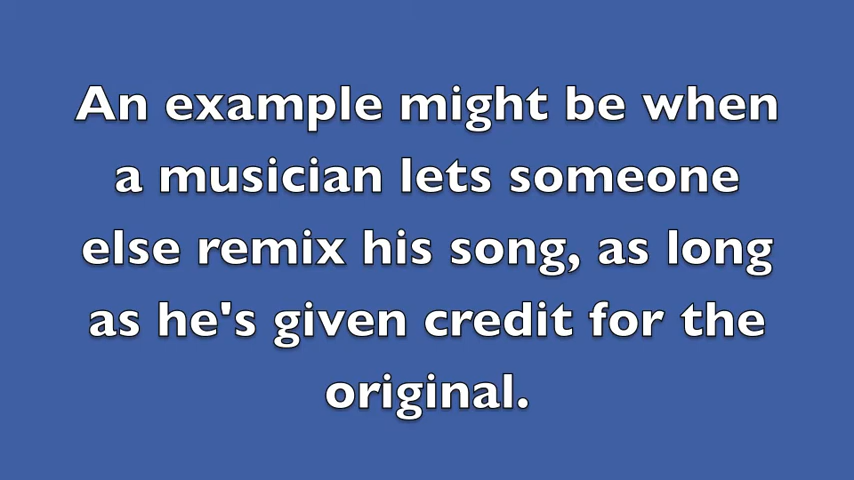 An example might be when
a musician lets someone
else remix his song, as long
as he's given credit for the
original.